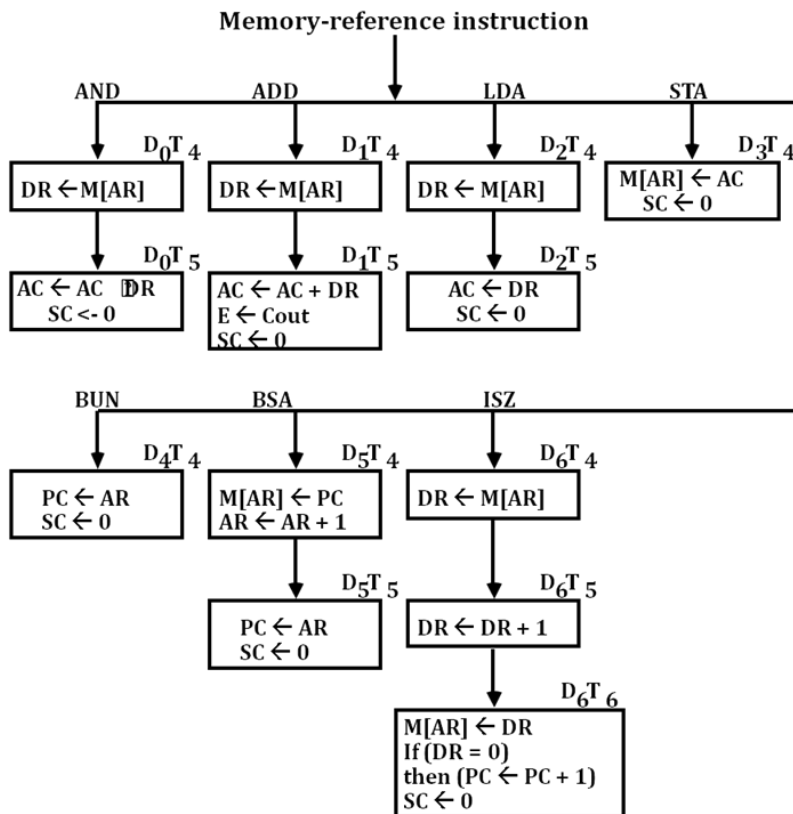 Memory-reference instruction
AND ADD LDA STA
D0T4 D1T4 D2T4 D3T4
DR ← M[AR]
DR ← M[AR]
DR ← M[AR]
M[AR] ← AC
SC ← 0
D0T5 D1T5 D2T5
AC ← AC DR
SC <- 0
AC ← AC + DR
E ← Cout
SC ← 0
AC ← DR
SC ← 0
BUN BSA ISZ
D4T4 D5T4 D6T4
PC ← AR
SC ← 0
M[AR] ← PC
AR ← AR + 1
DR ← M[AR]
D5T5 D6T5
PC ← AR
SC ← 0
DR ← DR + 1
D6T6
M[AR] ← DR
If (DR = 0)
then (PC ← PC + 1)
SC ← 0